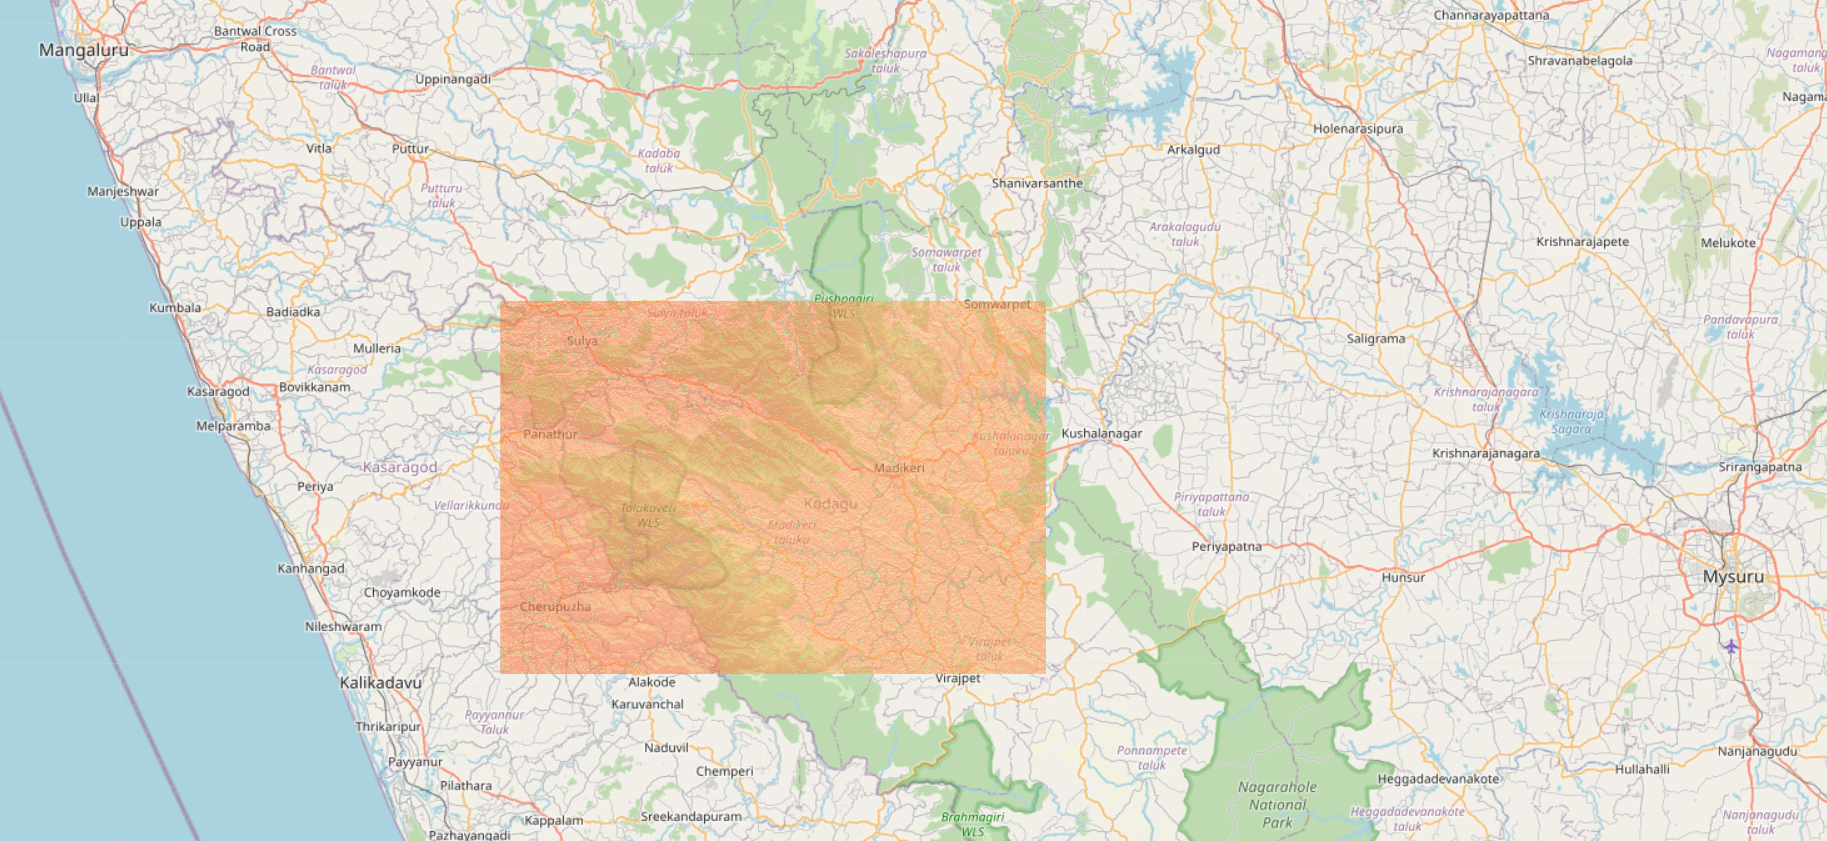 Channarayapattana
Bantwal Cross
Road
Mangaluru
Sakaleshapura
taluk
Nagamang
taluk
Shravanabelagola
Bantwal
taluk
Uppinangadi
Ullal
Nagama
Holenarasipura
Vitla
Puttur
Kadaba
taluk
Arkalgud
Manjeshwar
Putturu
taluk
Shanivarsanthe
Uppala
Arakalagudu
taluk
Krishnarajapete
Melukote
Somawarpet
taluk
Pushpagiri
WLS
Kumbala
Badiadka
Sulya taluk
Somwarpet
Pandavapura
taluk
Sulya
Saligrama
Mulleria
Kasaragod
taluk
Kasaragod
Bovikkanam
Krishnarajanagara
taluk
Krishnaraja
Sagara
Melparamba
Panathur
Kushalanagar
taluku
Kushalanagar
Krishnarajanagara
Kasaragod
Madikeri
Srirangapatna
Periya
Vellarikkundu
Talakaveri
WLS
Kodagu
Piriyapattana
taluk
Madikeri
taluku
Periyapatna
Kanhangad
Hunsur
Mysuru
Choyamkode
Cherupuzha
Nileshwaram
Virajpet
taluk
Kalikadavu
Alakode
Virajpet
Karuvanchal
Thrikaripur
Payyannur
Taluk
Naduvil
Ponnampete
taluk
Nanjanagudu
Payyanur
Chemperi
Hullahalli
Heggadadevanakote
Pilathara
Nagarahole
National
Park
Kappalam
Sreekandapuram
Brahmagiri
WLS
Heggadadevanakote
taluk
Nanjanagudu
taluk
Pazhayangadi